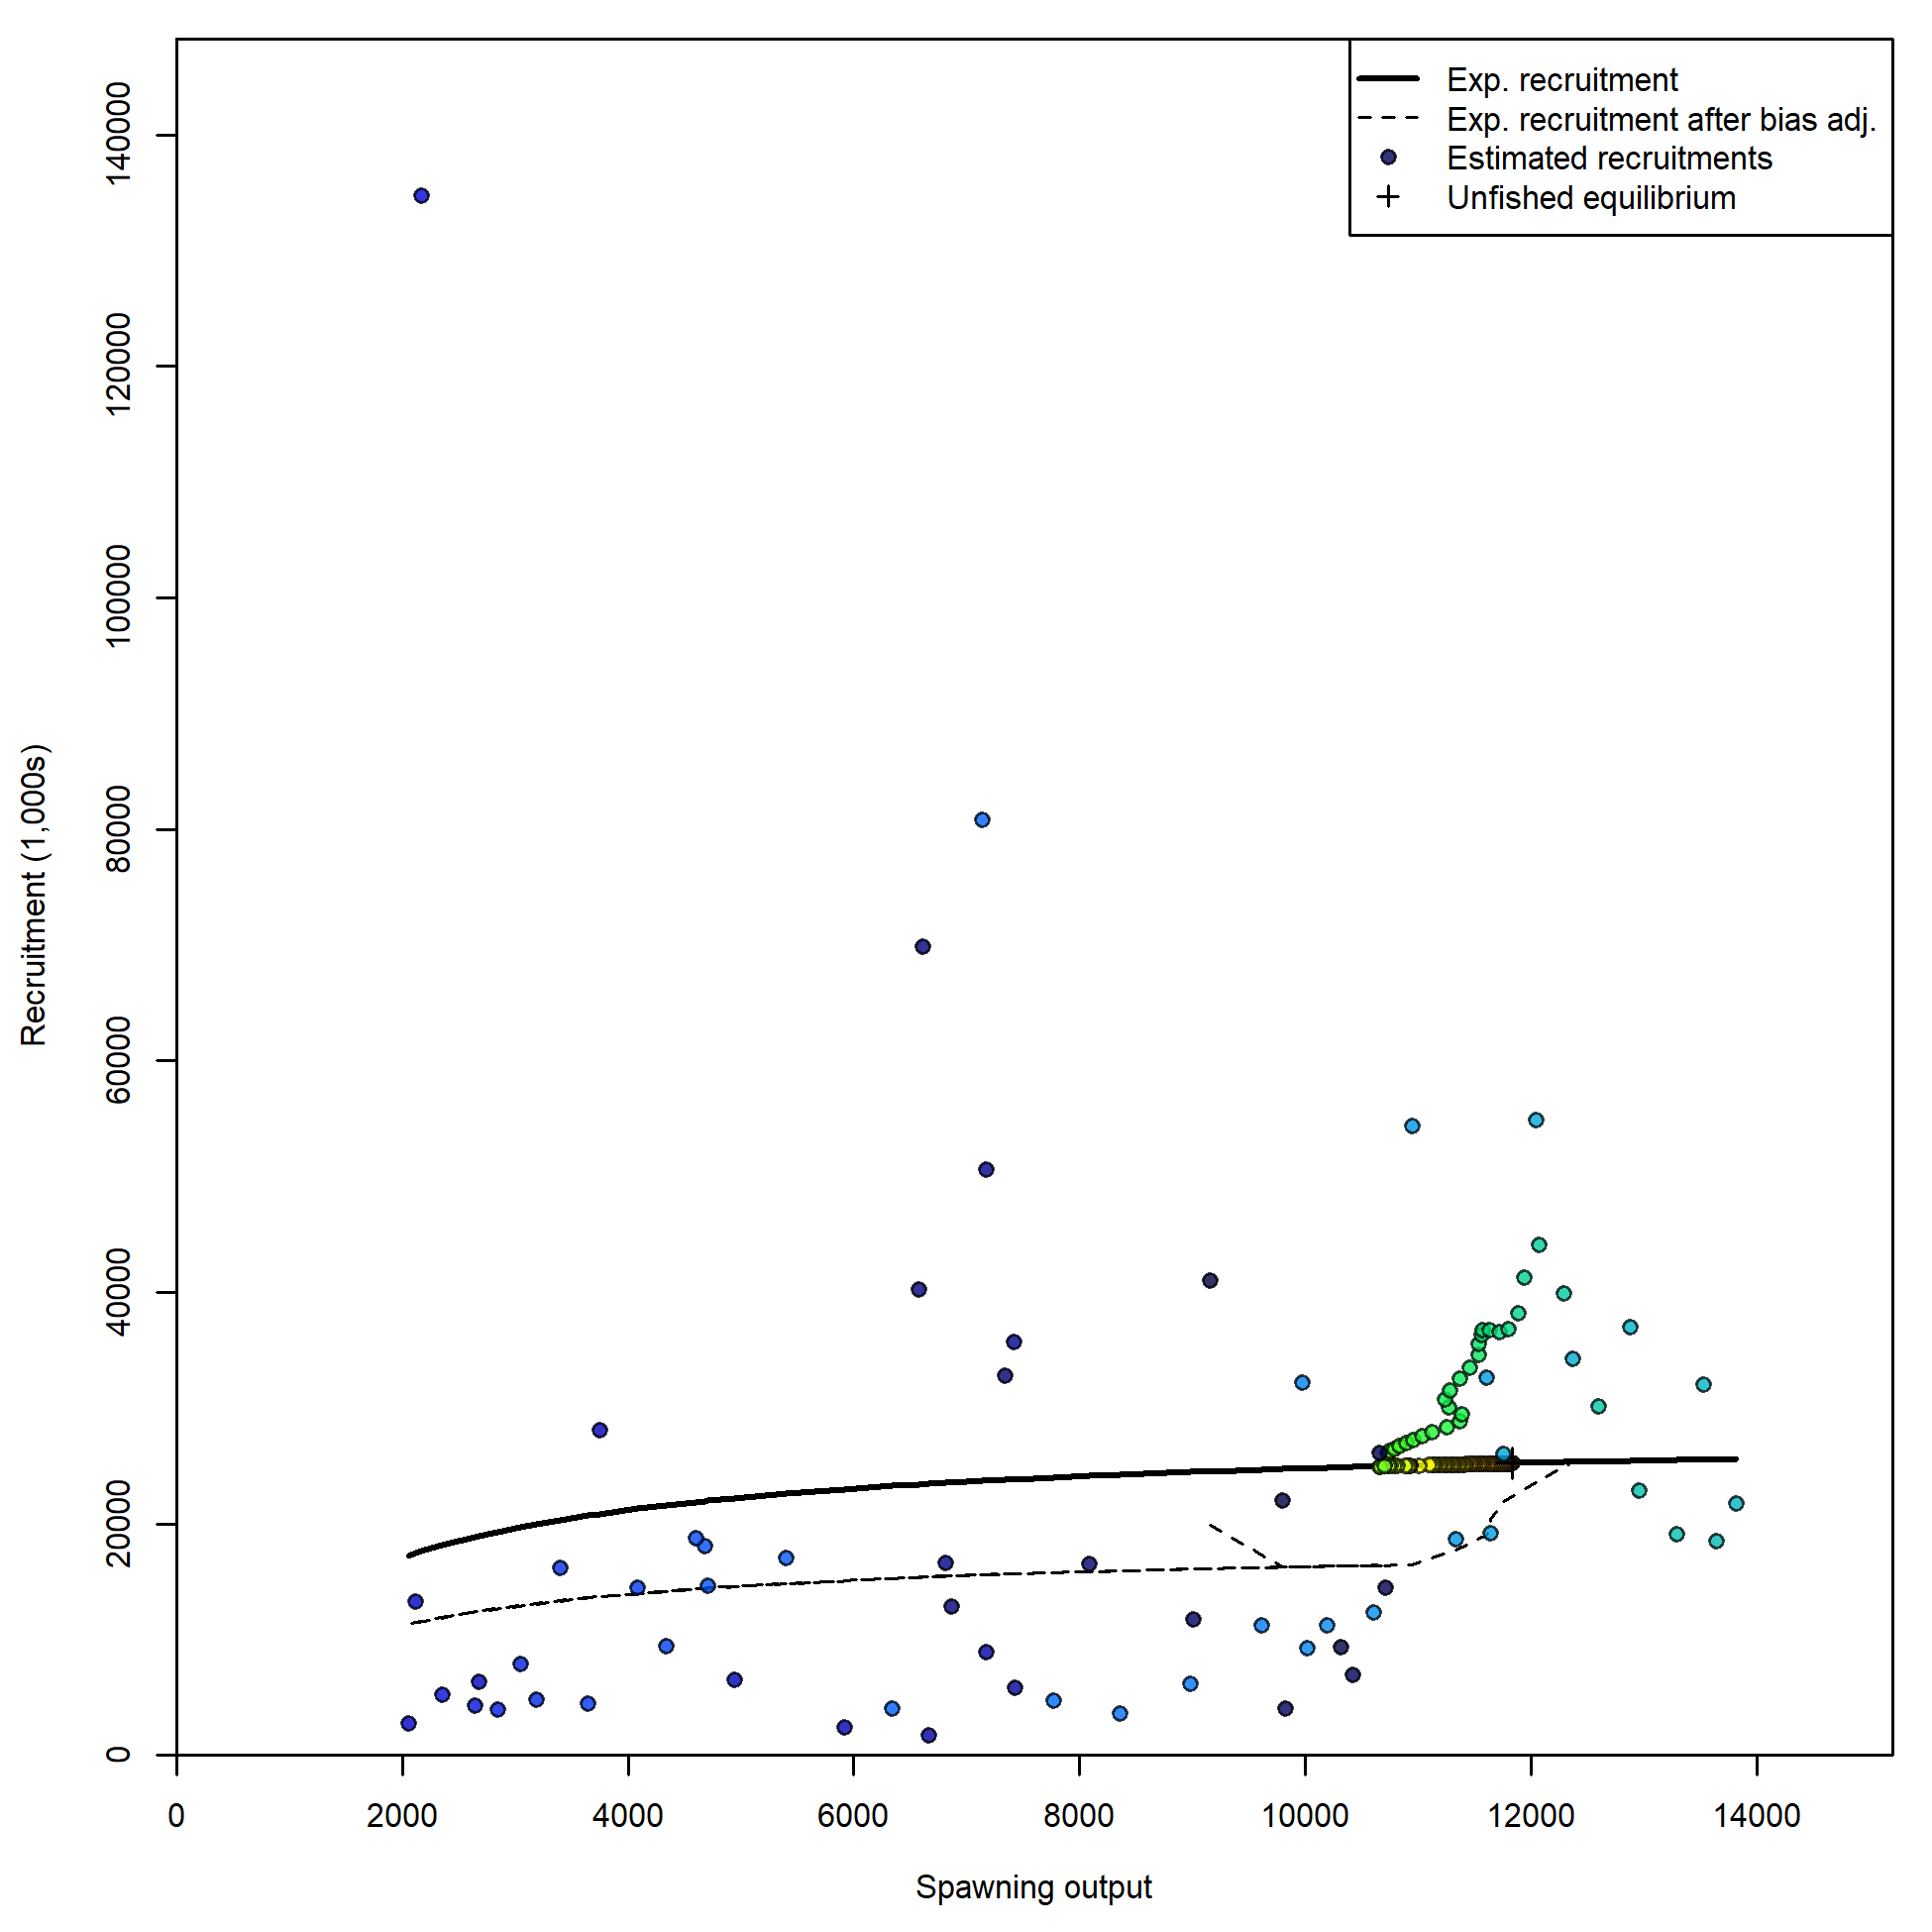 Exp. recruitment
Exp. recruitment after bias adj.
Estimated recruitments
Unfished equilibrium
140000
120000
100000
80000
60000
40000
20000
0
Recruitment (1,000s)
0 2000 4000 6000 8000 10000 12000 14000
Spawning output